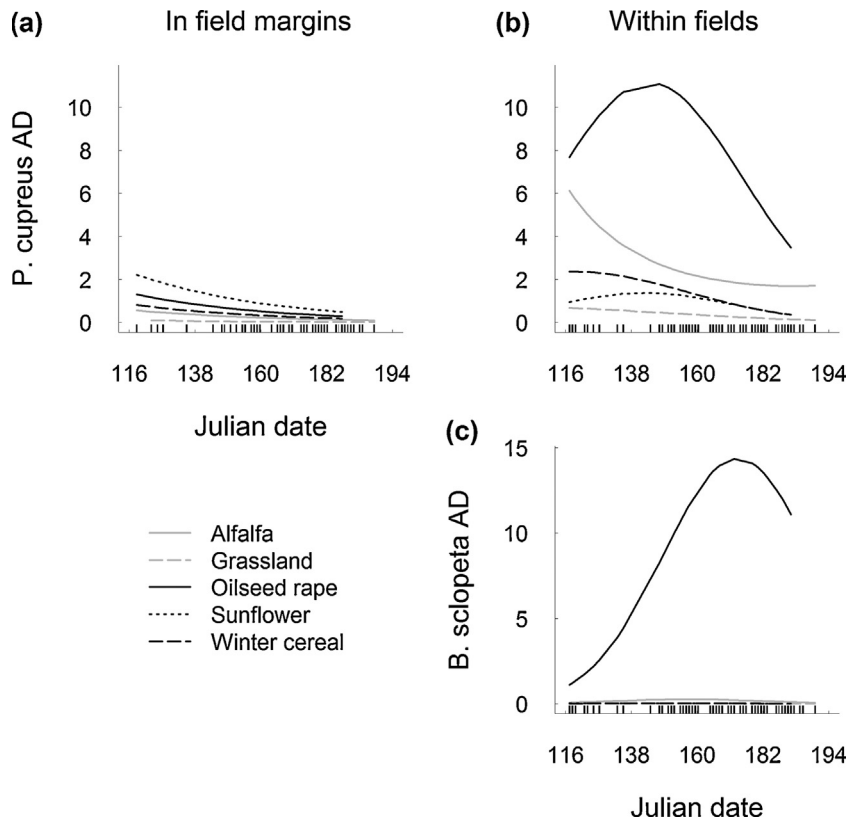 (a) In field margins
(b) Within fields
P. cupreus AD
10
8
6
4
2
0
116 138 160 182 194
Julian date
10
8
6
4
2
0
116 138 160 182 194
(c)
B. sclopeta AD
15
10
5
0
116 138 160 182 194
Julian date
Alfalfa
Grassland
Oilseed rape
Sunflower
Winter cereal